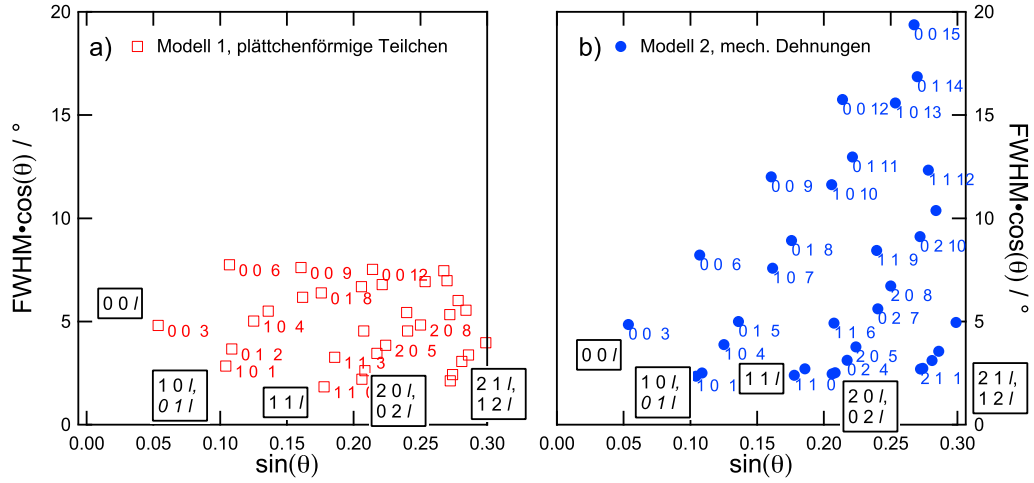 a)
Modell 1, plättchenförmige Teilchen
FWHM•cos(θ) / °
20
15
10
5
0
0 0 6
0 0 9
0 0 12
0 1 8
0 0 l
0 0 3
1 0 4
2 0 8
0 1 2
2 0 5
1 0 1
1 1 3
1 1 0
1 0 l,
0 1 l
1 1 l
2 0 l,
0 2 l
2 1 l,
1 2 l
0.00 0.05 0.10 0.15 0.20 0.25 0.30
sin(θ)
b)
Modell 2, mech. Dehnungen
FWHM•cos(θ) / °
20
15
10
5
0
0 0 15
0 1 14
0 0 12
1 0 13
0 1 11
0 0 9
1 0 10
1 1 12
0 1 8
0 2 10
0 0 6
1 0 7
1 1 9
2 0 8
0 2 7
0 0 3
0 1 5
1 1 6
1 0 4
2 0 5
0 2 4
0 0 l
1 0 1
1 1 0
2 1 1
1 0 l,
0 1 l
1 1 l
2 0 l,
0 2 l
2 1 l,
1 2 l
0.00 0.05 0.10 0.15 0.20 0.25 0.30
sin(θ)